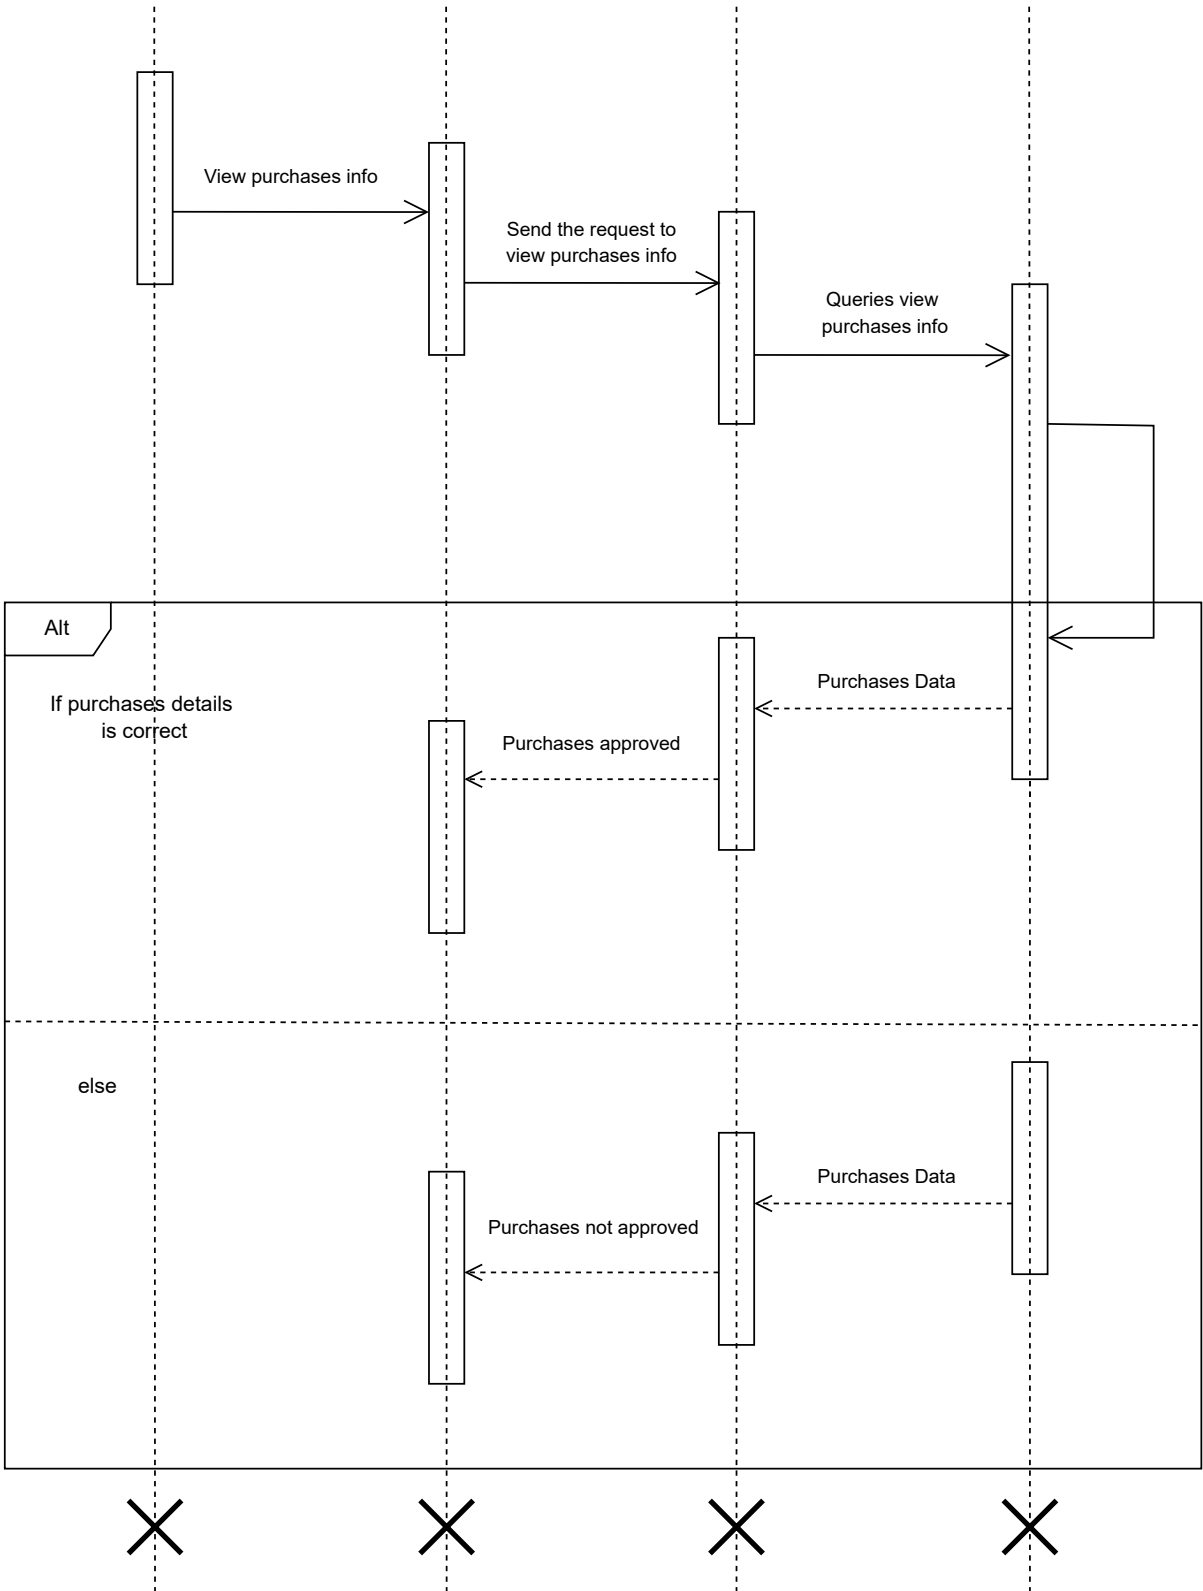 View purchases info
Send the request to
view purchases info
Queries view
purchases info
Alt
If purchases details
is correct
Purchases Data
Purchases approved
else
Purchases Data
Purchases not approved